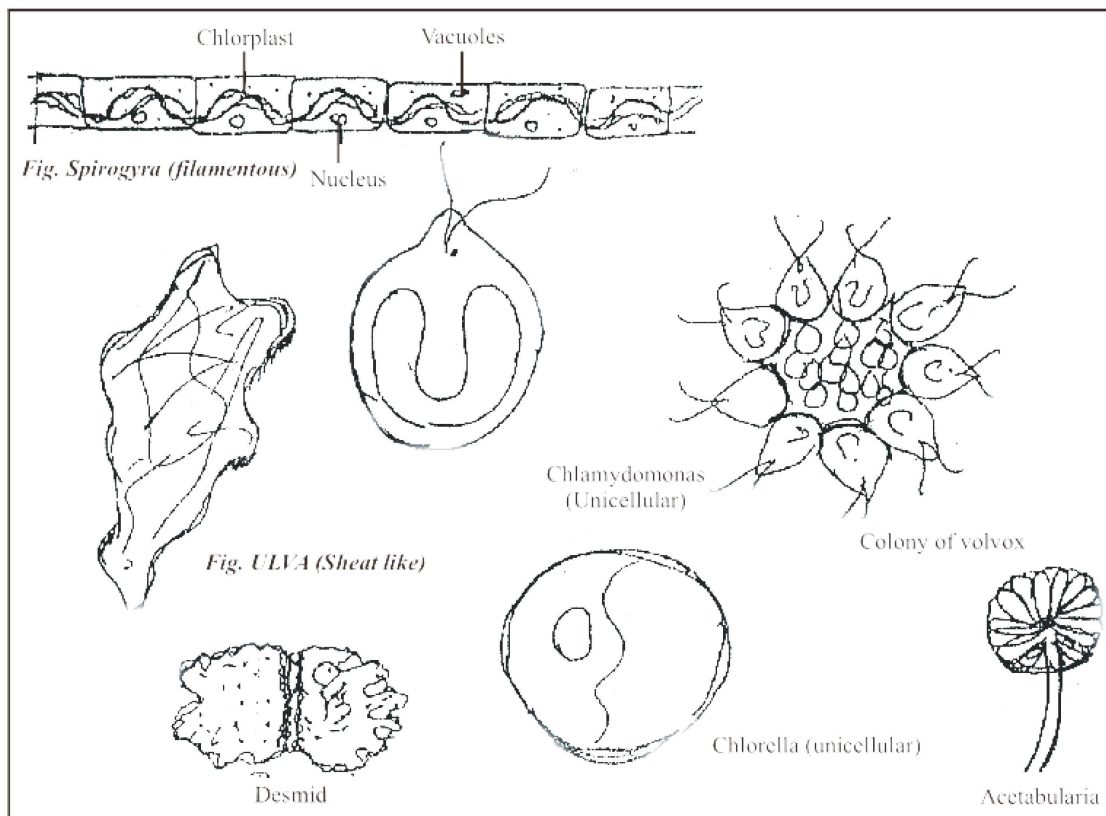 Chlorplast
Vacuoles
Fig. Spirogyra (filamentous)
Nucleus
Chlamydomonas
(Unicellular)
Colony of volvox
Fig. ULVA (Sheat like)
Chlorella (unicellular)
Desmid
Acetabularia